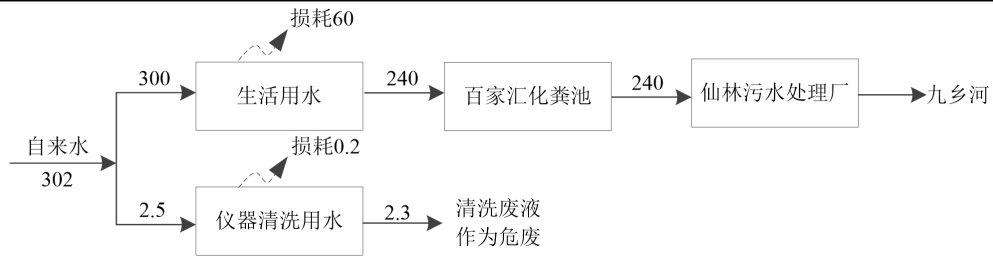 损耗60
300
生活用水
240
百家汇化粪池
240
仙林污水处理厂
九乡河
自来水
302
损耗0.2
2.5
仪器清洗用水
2.3
清洗废液
作为危废